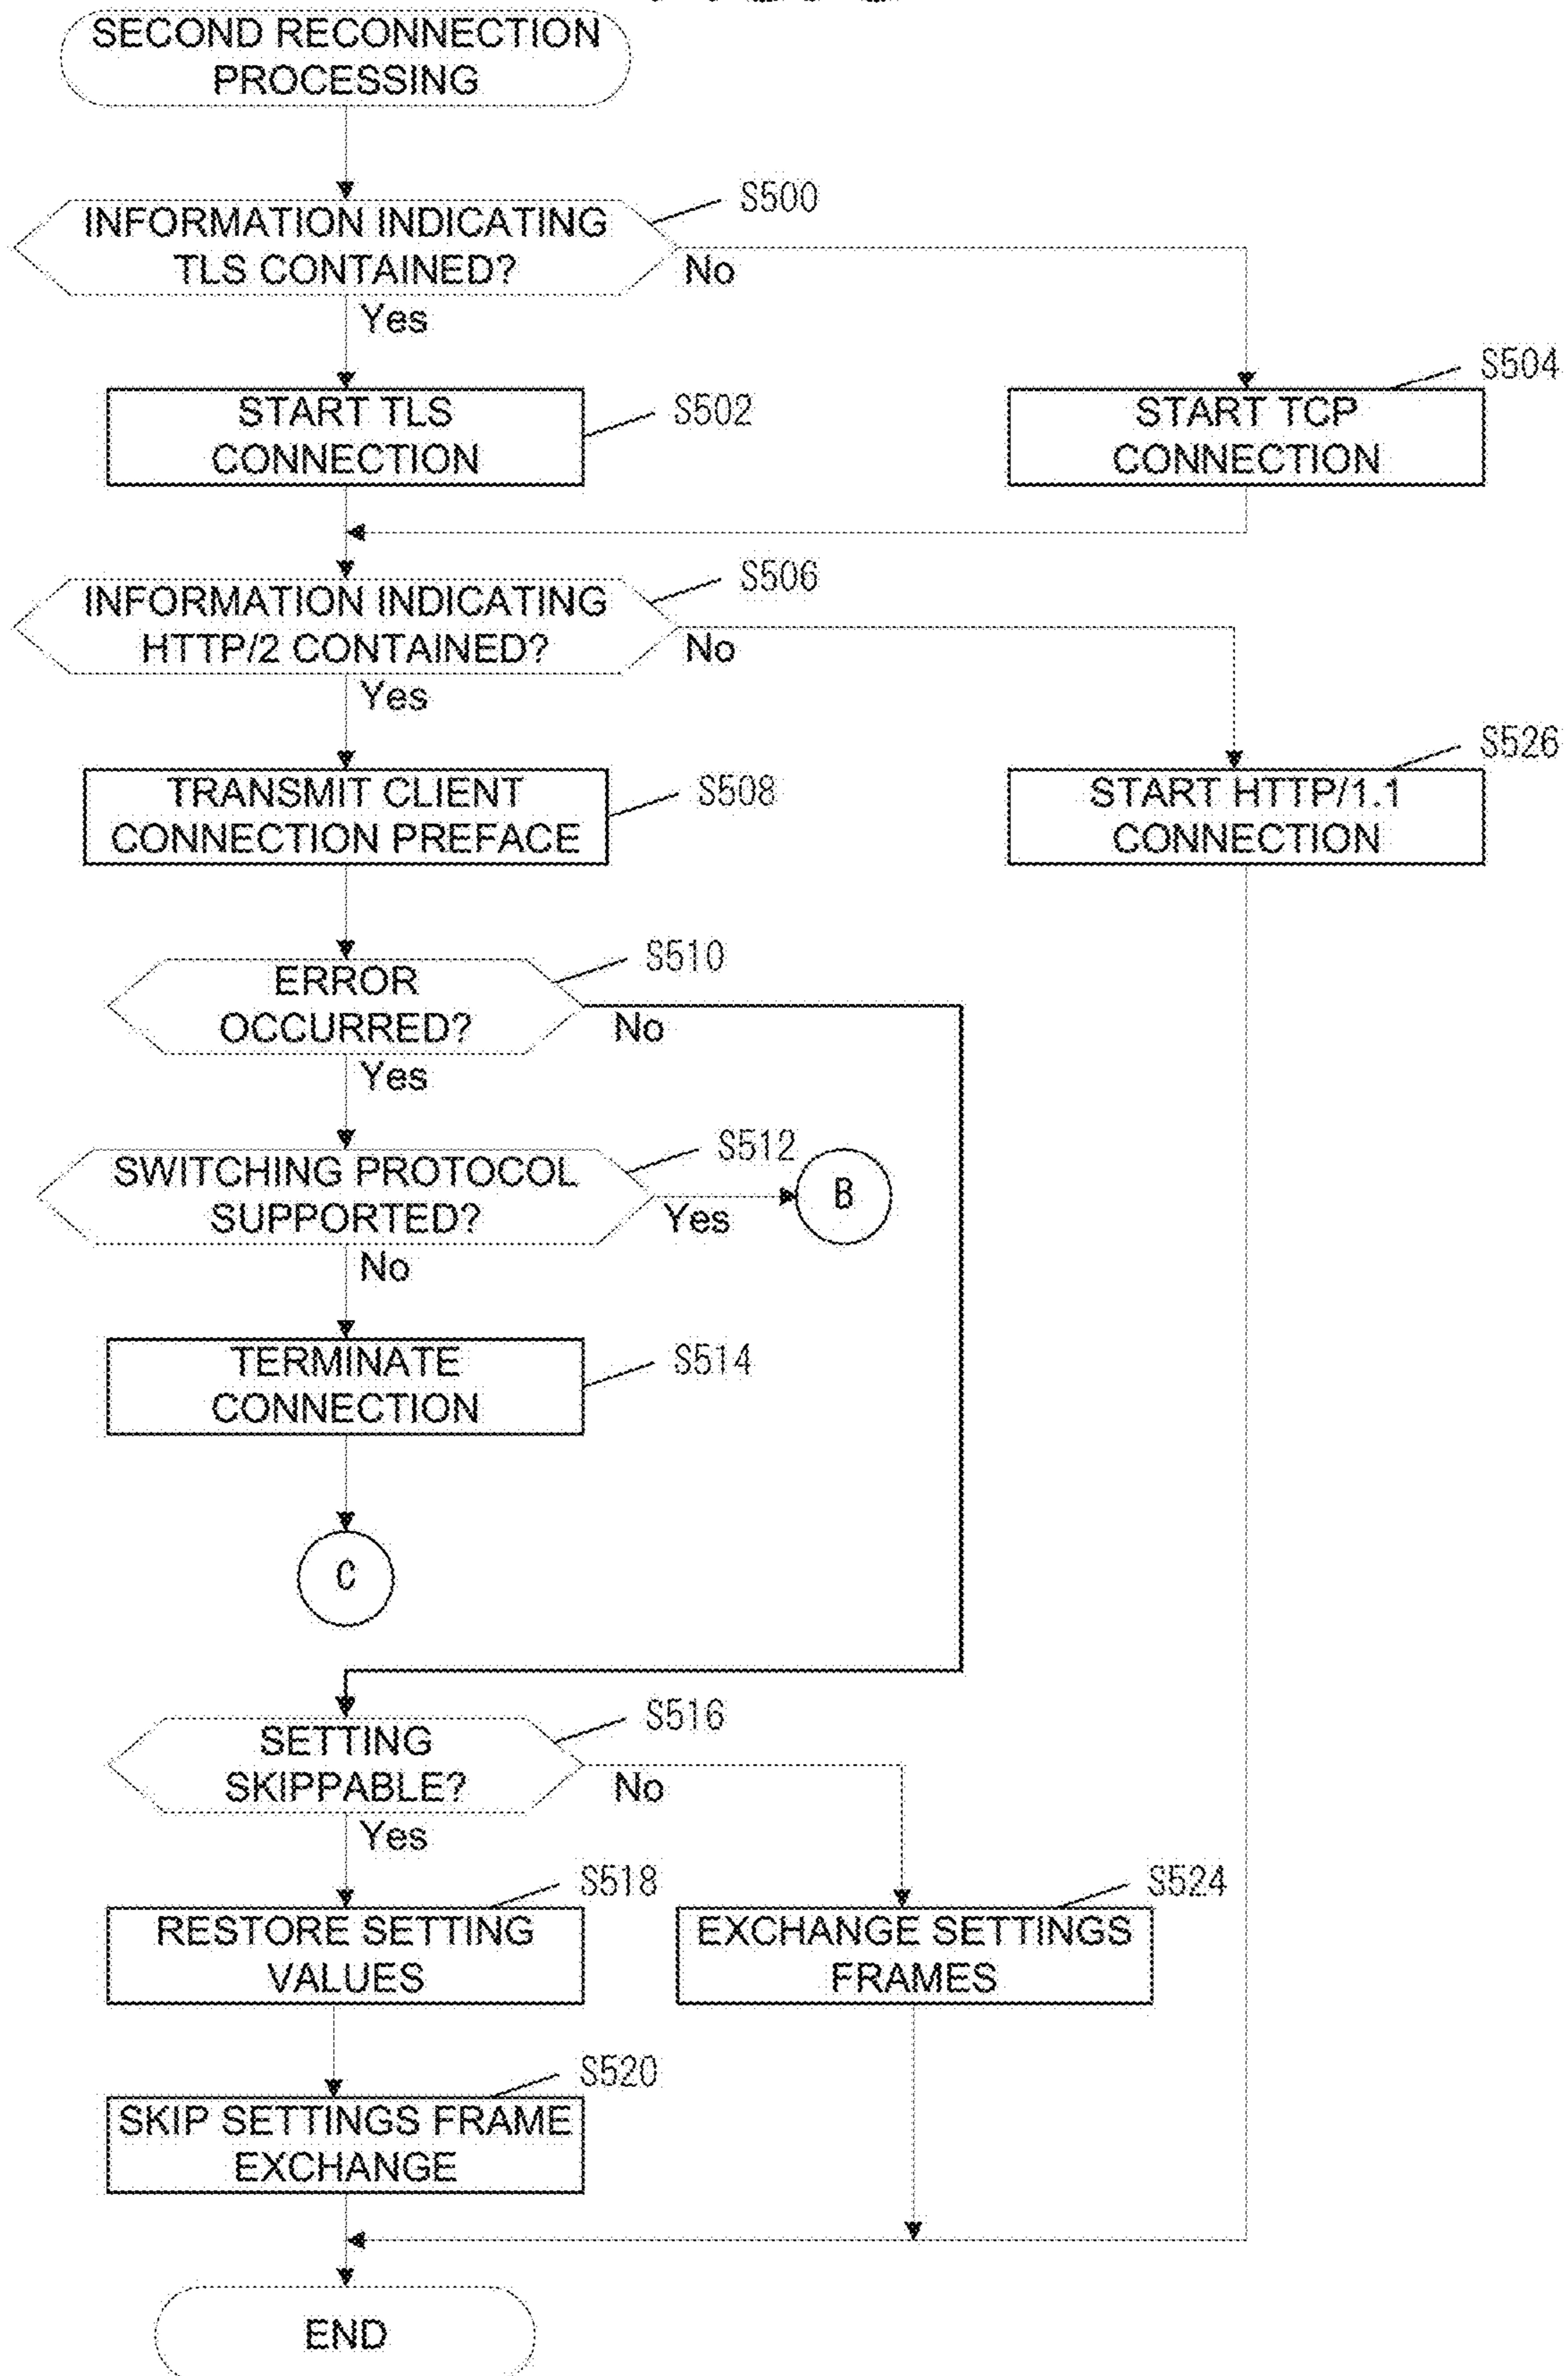 SECOND RECONNECTION
PROCESSING
S500
INFORMATION INDICATING
TLS CONTAINED?
No
Yes
S504
START TLS
CONNECTION
S502
START TCP
CONNECTION
S506
INFORMATION INDICATING
HTTP/2 CONTAINED?
No
Yes
S526
TRANSMIT CLIENT
CONNECTION PREFACE
S508
START HTTP/1.1
CONNECTION
S510
ERROR
OCCURRED?
No
Yes
S512
SWITCHING PROTOCOL
SUPPORTED?
Yes
B
No
TERMINATE
CONNECTION
S514
C
S516
SETTING
SKIPPABLE?
No
Yes
S518
S524
RESTORE SETTING
VALUES
EXCHANGE SETTINGS
FRAMES
S520
SKIP SETTINGS FRAME
EXCHANGE
END